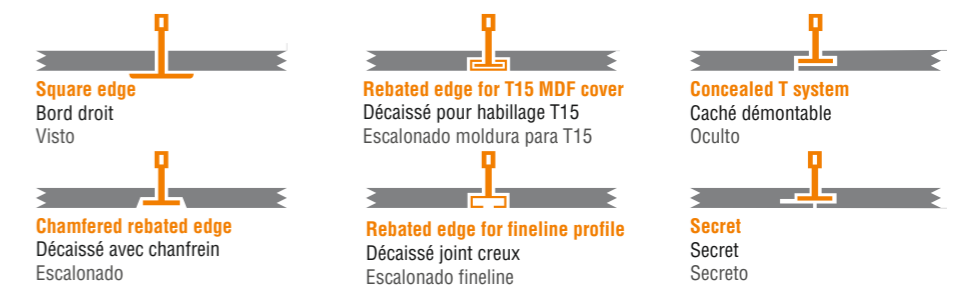 Square edge
Bord droit
Visto
Rebated edge for T15 MDF cover
Décaissé pour habillage T15
Escalonado moldura para T15
Concealed T system
Caché démontable
Oculto
Chamfered rebated edge
Décaissé avec chanfrein
Escalonado
Rebated edge for fineline profile
Décaissé joint creux
Escalonado fineline
Secret
Secret
Secreto